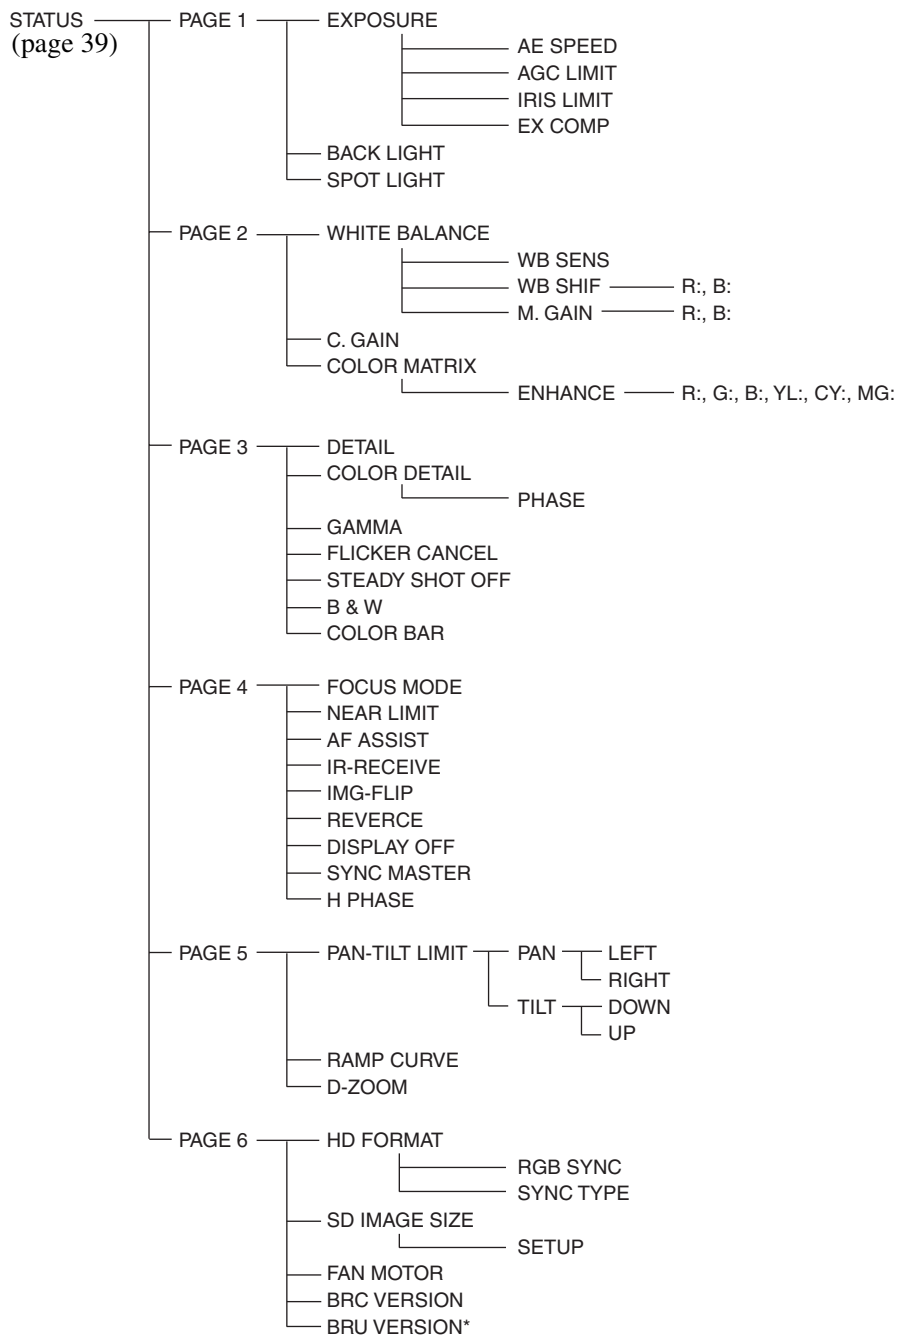 STATUS
(page 39)
PAGE 1
EXPOSURE
AE SPEED
AGC LIMIT
IRIS LIMIT
EX COMP
BACK LIGHT
SPOT LIGHT
PAGE 2
WHITE BALANCE
WB SENS
WB SHIF
R:, B:
M. GAIN
R:, B:
C. GAIN
COLOR MATRIX
ENHANCE
R:, G:, B:, YL:, CY:, MG:
PAGE 3
DETAIL
COLOR DETAIL
PHASE
GAMMA
FLICKER CANCEL
STEADY SHOT OFF
B & W
COLOR BAR
PAGE 4
FOCUS MODE
NEAR LIMIT
AF ASSIST
IR-RECEIVE
IMG-FLIP
REVERCE
DISPLAY OFF
SYNC MASTER
H PHASE
PAGE 5
PAN-TILT LIMIT
PAN
LEFT
RIGHT
TILT
DOWN
UP
RAMP CURVE
D-ZOOM
PAGE 6
HD FORMAT
RGB SYNC
SYNC TYPE
SD IMAGE SIZE
SETUP
FAN MOTOR
BRC VERSION
BRU VERSION*